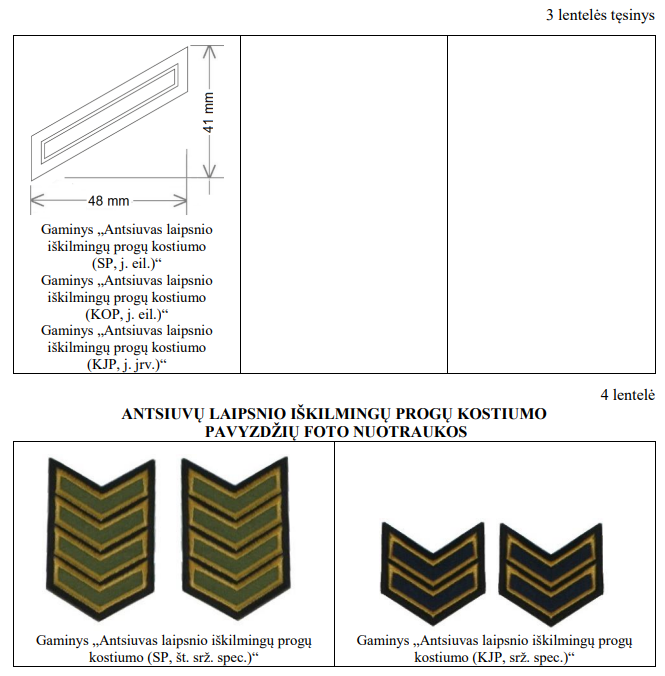 3 lentelės tęsinys
41 mm
48 mm
Gaminys „Antsiuvas laipsnio
iškilmingų progų kostiumo
(SP, j. eil.)“
Gaminys „Antsiuvas laipsnio
iškilmingų progų kostiumo
(KOP, j. eil.)“
Gaminys „Antsiuvas laipsnio
iškilmingų progų kostiumo
(KJP, j. jrv.)“
4 lentelė
ANTSIUVŲ LAIPSNIO IŠKILMINGŲ PROGŲ KOSTIUMO
PAVYZDŽIŲ FOTO NUOTRAUKOS
Gaminys „Antsiuvas laipsnio iškilmingų progų
kostiumo (SP, št. srž. spec.)“
Gaminys „Antsiuvas laipsnio iškilmingų progų
kostiumo (KJP, srž. spec.)“